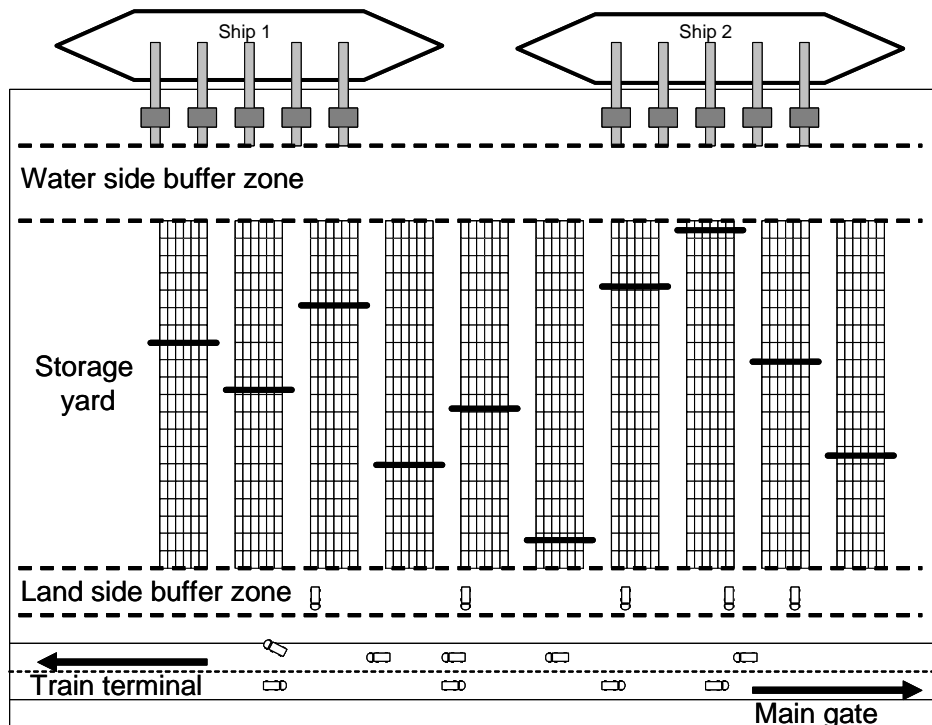 Ship 1
Ship 2
Water side buffer zone
Storage
yard
Land side buffer zone
Train terminal
Main gate